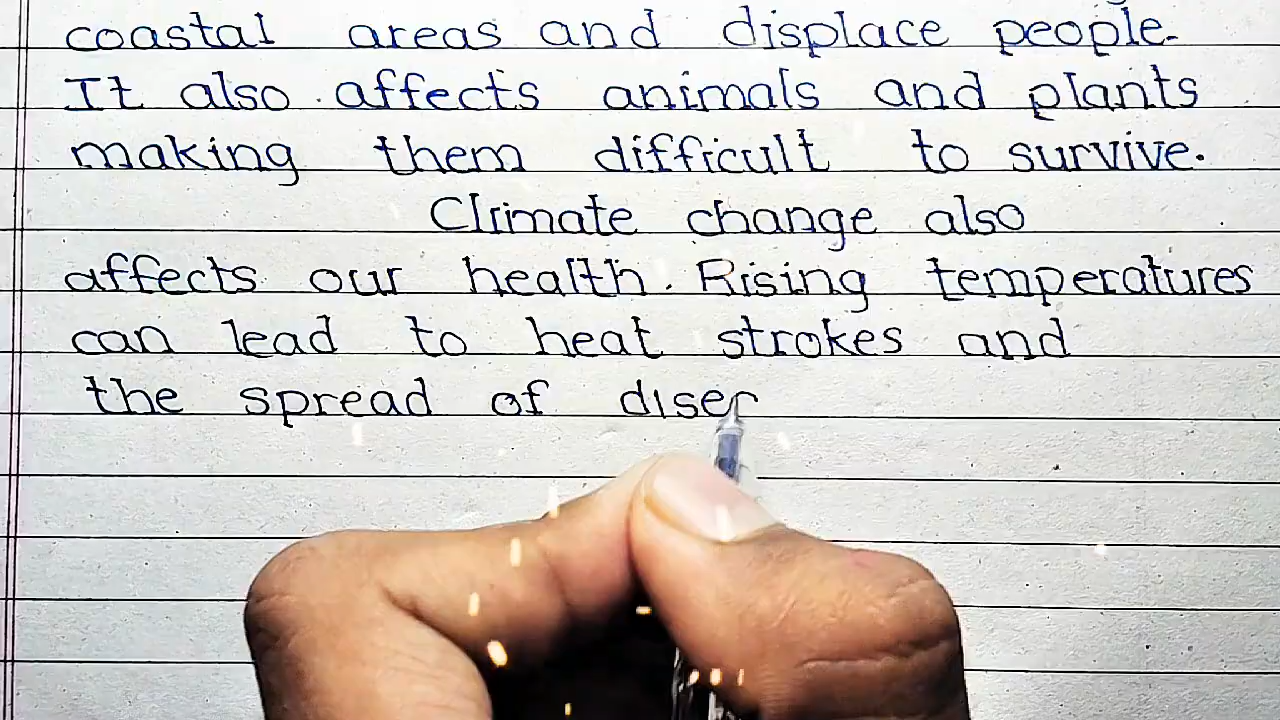 coastal areas and displace people.
It also affects animals and plants
making them difficult to survive.
Climate change also
affects our health. Rising temperatures
can lead to heat strokes and
the spread of